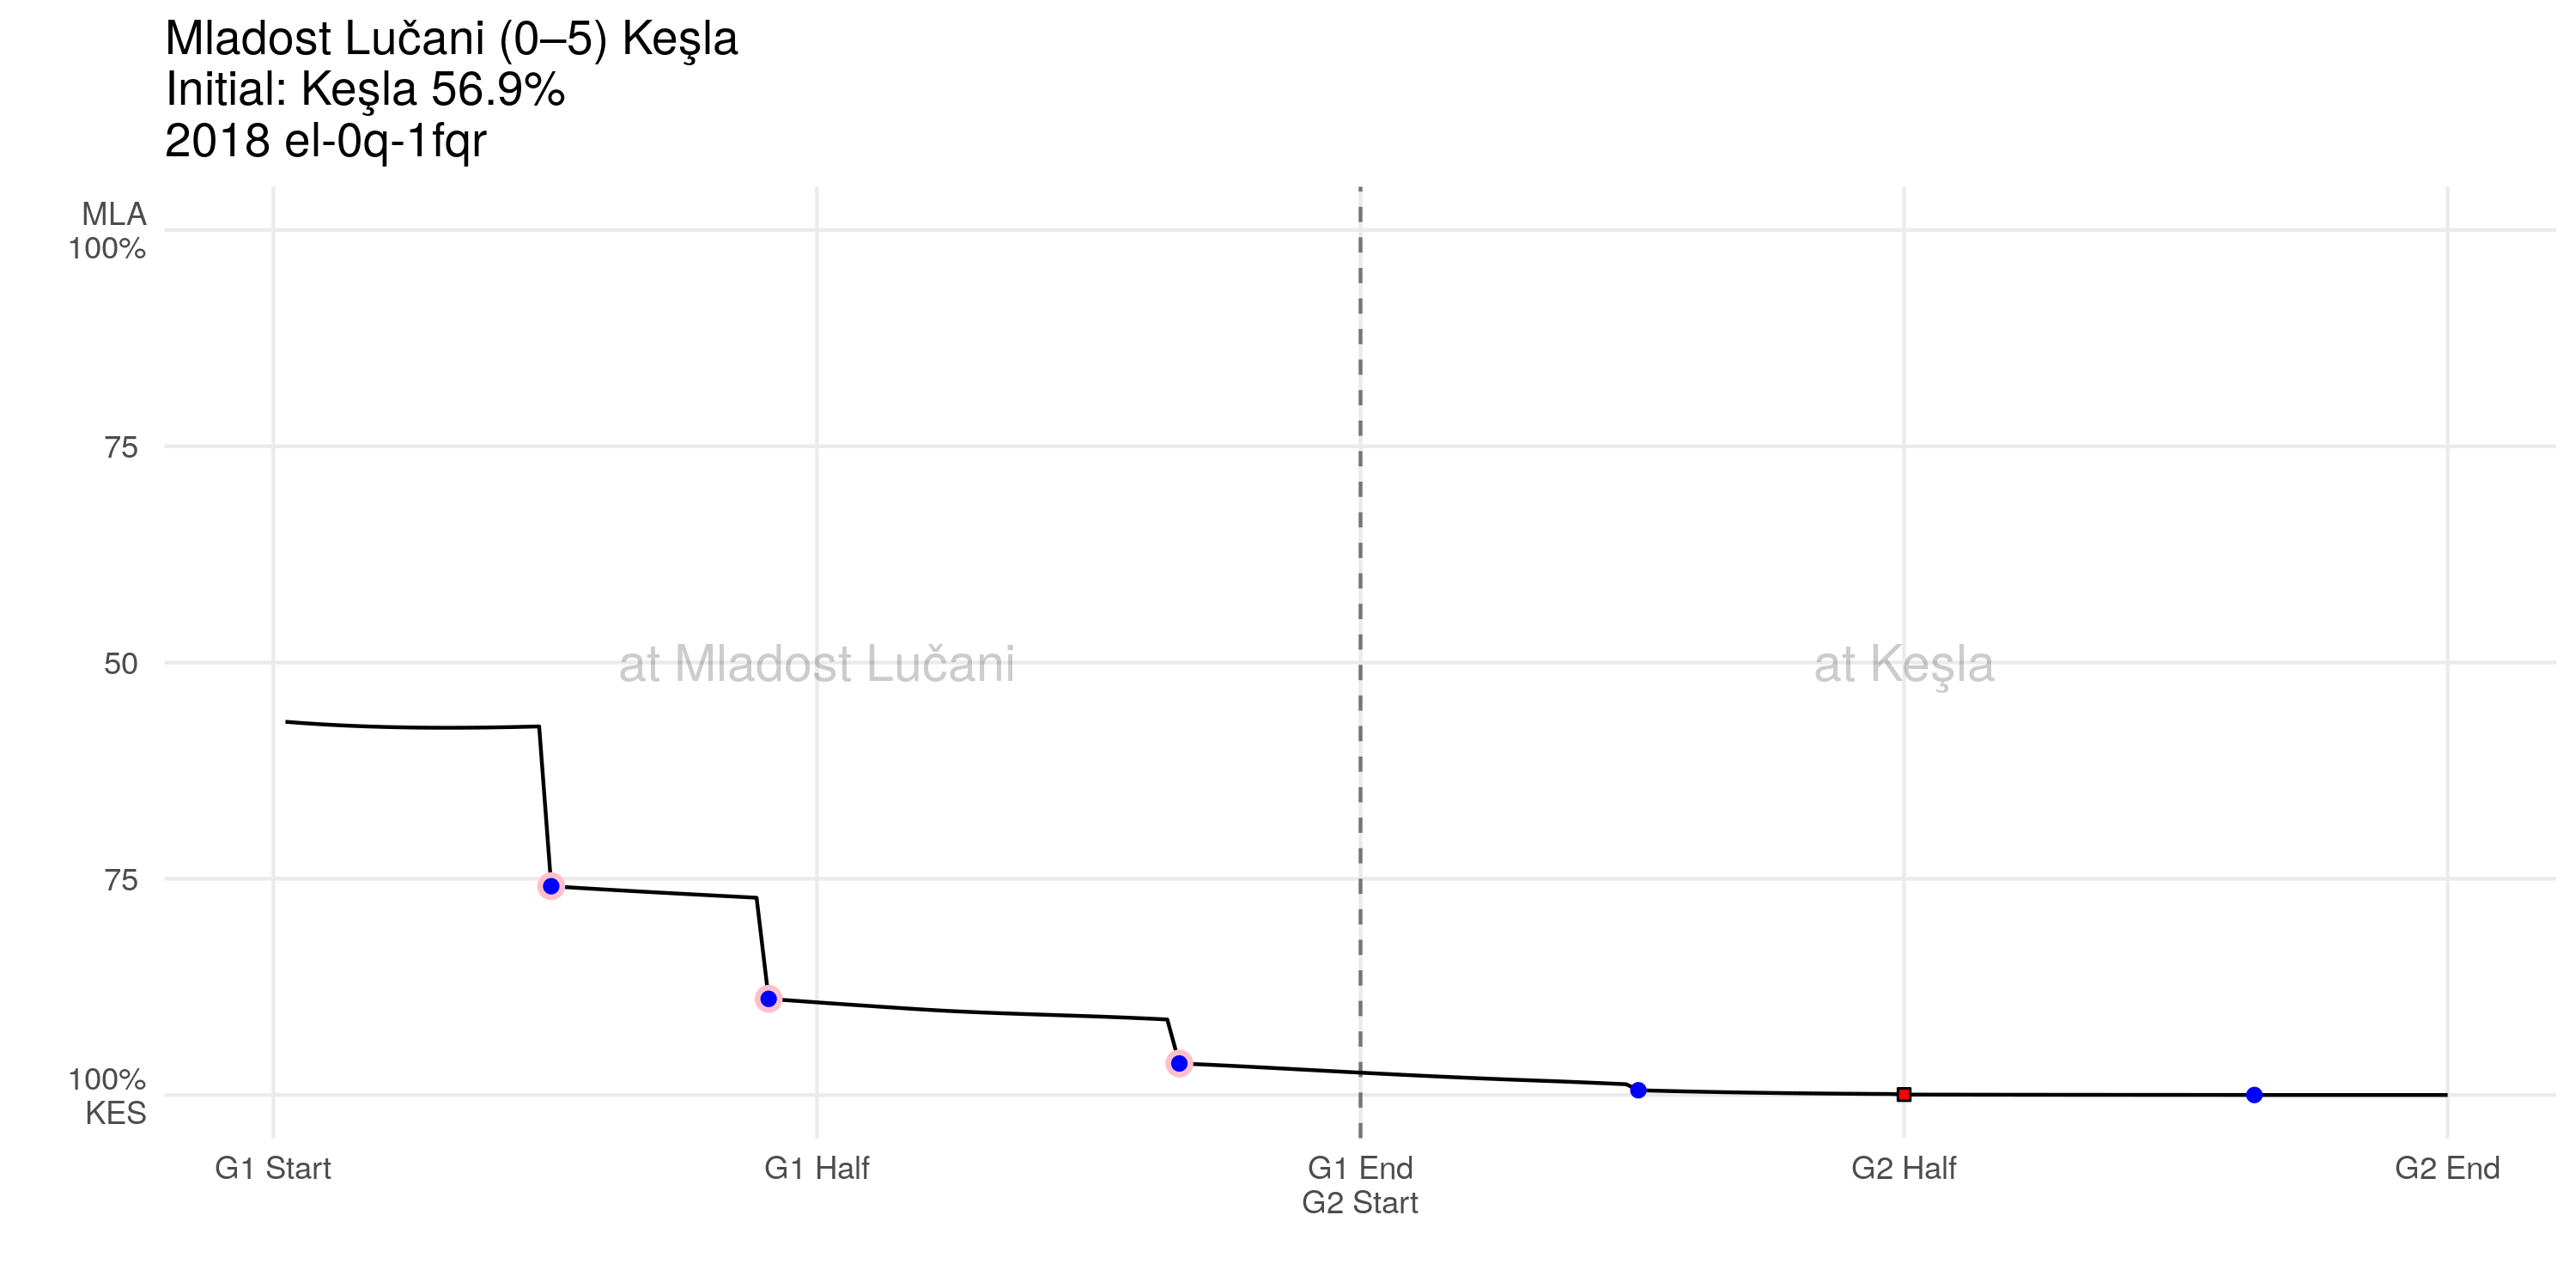 Mladost Lučani (0–5) Keşla
Initial: Keşla 56.9%
2018 el-0q-1fqr
MLA
100%
75
50
75
100%
KES
at Mladost Lučani
at Keşla
G1 Start
G1 Half
G1 End
G2 Start
G2 Half
G2 End